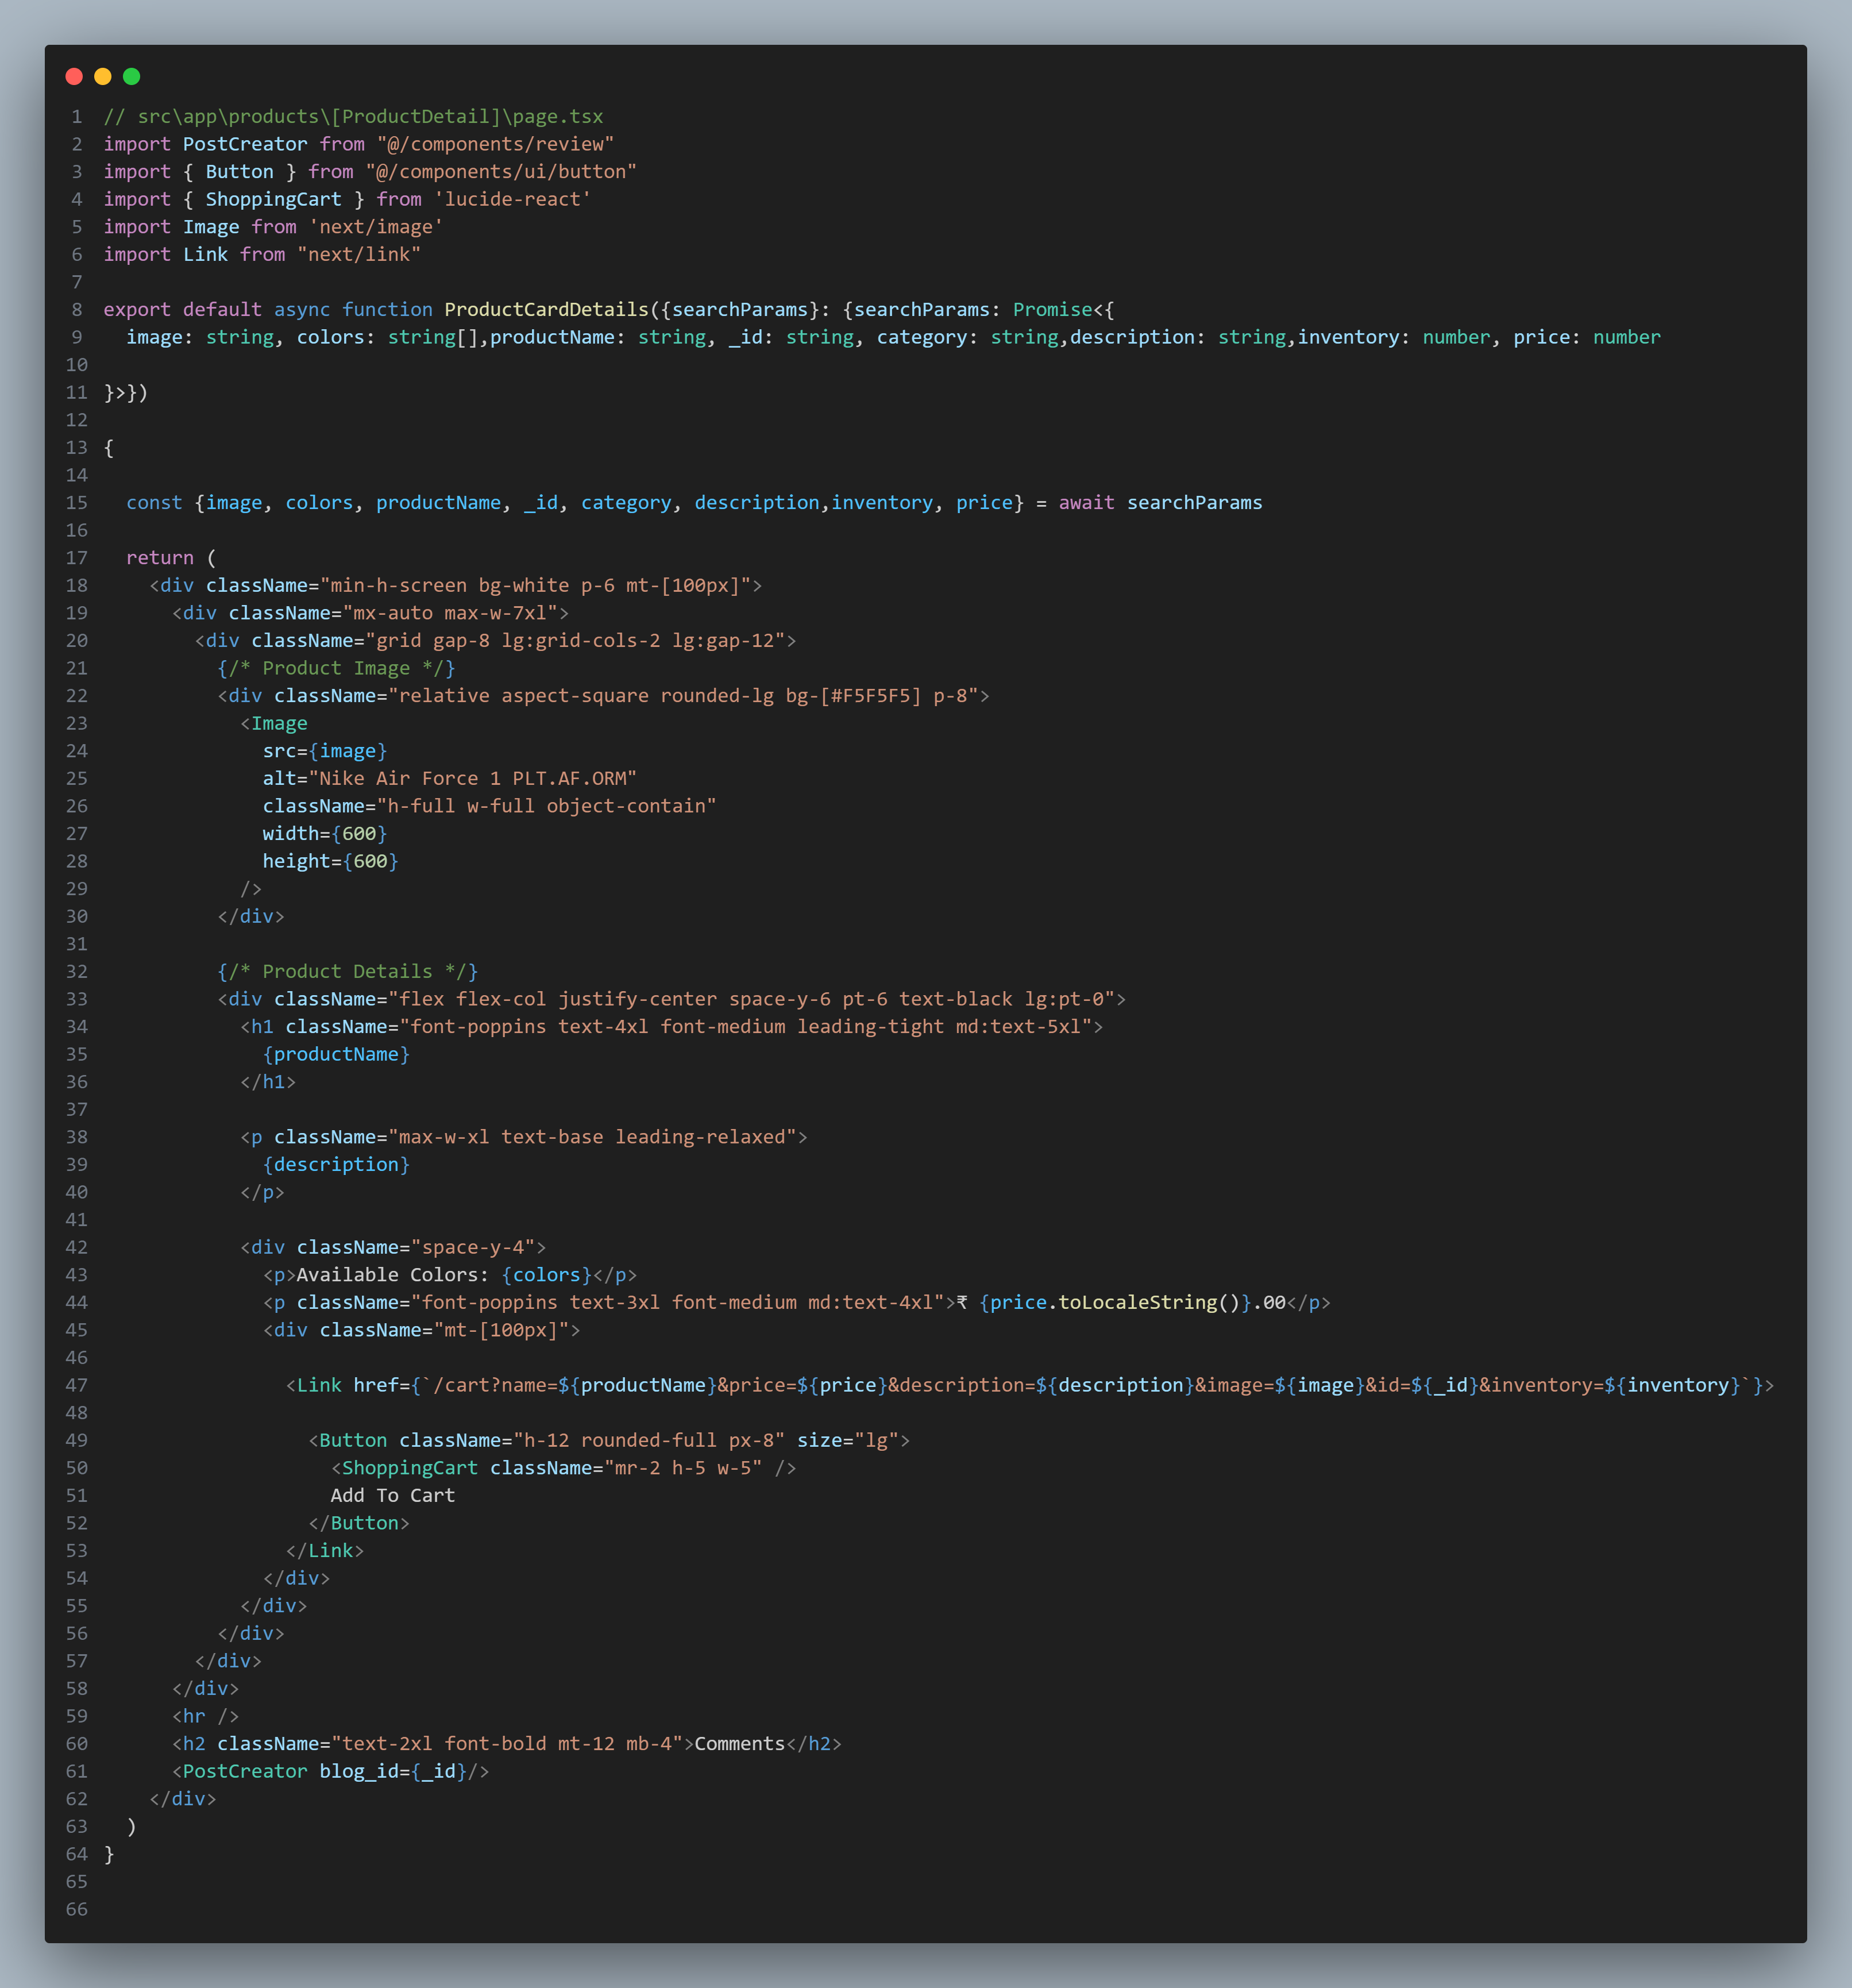 1 // src\app\products\[ProductDetail]\page.tsx
2 import PostCreator from "@/components/review"
3 import { Button } from "@/components/ui/button"
4 import { ShoppingCart } from 'lucide-react'
5 import Image from 'next/image'
6 import Link from "next/link"
7
8 export default async function ProductCardDetails({searchParams}: {searchParams: Promise<{
9   image: string, colors: string[],productName: string, _id: string, category: string,description: string,inventory: number, price: number
10
11 }>})
12
13 {
14
15   const {image, colors, productName, _id, category, description,inventory, price} = await searchParams
16
17   return (
18     <div className="min-h-screen bg-white p-6 mt-[100px]">
19       <div className="mx-auto max-w-7xl">
20         <div className="grid gap-8 lg:grid-cols-2 lg:gap-12">
21           {/* Product Image */}
22           <div className="relative aspect-square rounded-lg bg-[#F5F5F5] p-8">
23             <Image
24               src={image}
25               alt="Nike Air Force 1 PLT.AF.ORM"
26               className="h-full w-full object-contain"
27               width={600}
28               height={600}
29             />
30           </div>
31
32           {/* Product Details */}
33           <div className="flex flex-col justify-center space-y-6 pt-6 text-black lg:pt-0">
34             <h1 className="font-poppins text-4xl font-medium leading-tight md:text-5xl">
35               {productName}
36             </h1>
37
38             <p className="max-w-xl text-base leading-relaxed">
39               {description}
40             </p>
41
42             <div className="space-y-4">
43               <p>Available Colors: {colors}</p>
44               <p className="font-poppins text-3xl font-medium md:text-4xl">₹ {price.toLocaleString()}.00</p>
45               <div className="mt-[100px]">
46
47                 <Link href={`/cart?name=${productName}&price=${price}&description=${description}&image=${image}&id=${_id}&inventory=${inventory}`}>
48
49                   <Button className="h-12 rounded-full px-8" size="lg">
50                     <ShoppingCart className="mr-2 h-5 w-5" />
51                     Add To Cart
52                   </Button>
53                 </Link>
54               </div>
55             </div>
56           </div>
57         </div>
58       </div>
59       <hr />
60       <h2 className="text-2xl font-bold mt-12 mb-4">Comments</h2>
61       <PostCreator blog_id={_id}/>
62     </div>
63   )
64 }
65
66